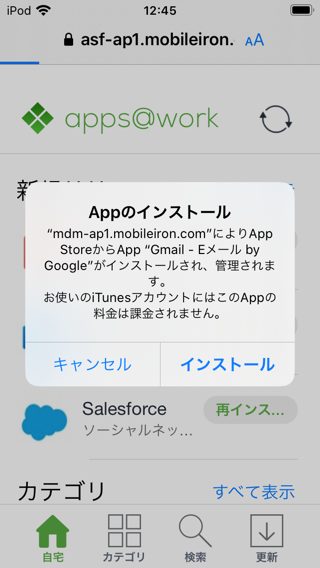 iPod
12:45
asf-ap1.mobileiron.
AA
apps@work
Appのインストール
“mdm-ap1.mobileiron.com”によりApp
StoreからApp “Gmail - Eメール by
Google”がインストールされ、管理されま
す。
お使いのiTunesアカウントにはこのAppの
料金は課金されません。
キャンセル
インストール
Salesforce
再インス...
ソーシャルネッ...
カテゴリ
すべて表示
自宅
カテゴリ
検索
更新